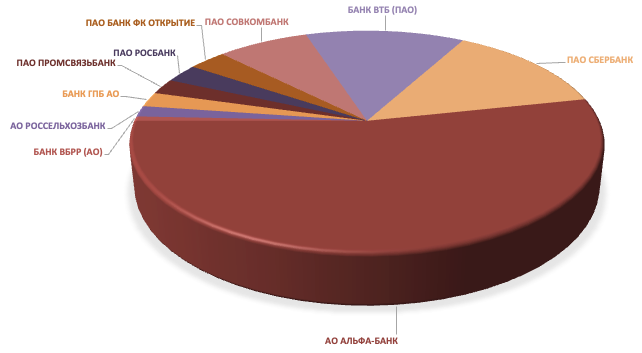 БАНК ВТБ (ПАО)
ПАО БАНК ФК ОТКРЫТИЕ
ПАО СОВКОМБАНК
ПАО РОСБАНК
ПАО СБЕРБАНК
ПАО ПРОМСВЯЗЬБАНК
БАНК ГПБ АО
АО РОССЕЛЬХОЗБАНК
БАНК ВБРР (АО)
АО АЛЬФА-БАНК